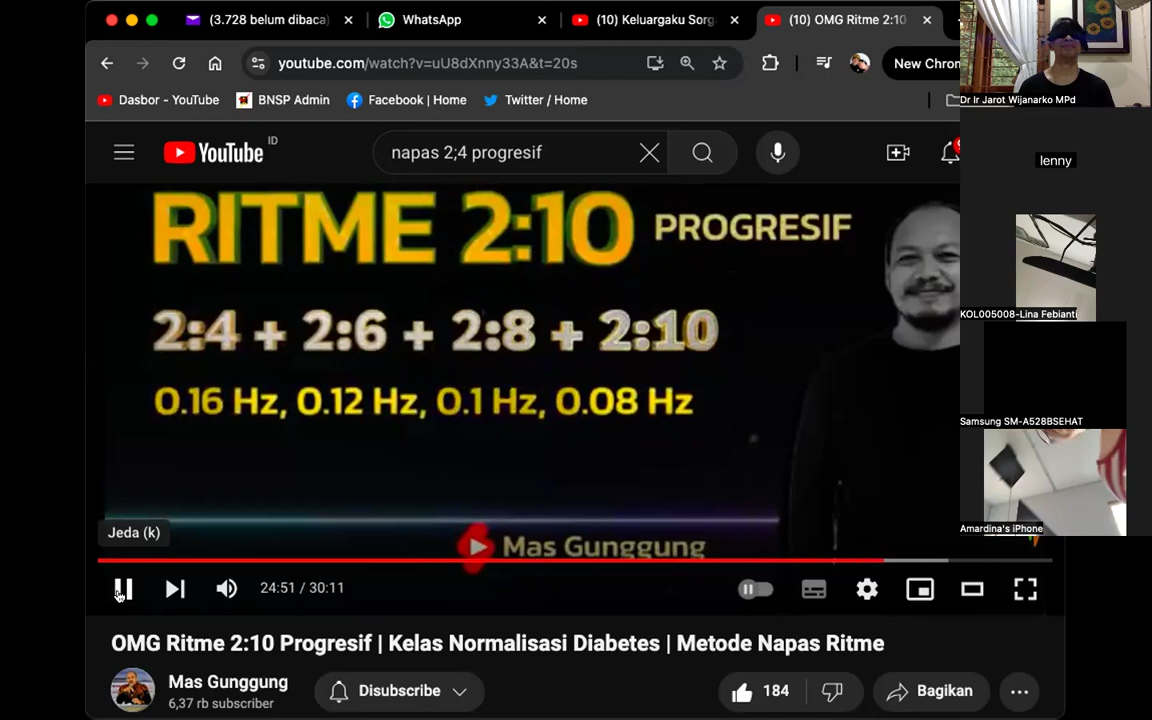 (3.728 belum dibaca)
WhatsApp
(10) Keluargaku Sorg
(10) OMG Ritme 2:10
youtube.com/watch?v=uU8dXnny33A&t=20s
New Chrom
Dasbor - YouTube
BNSP Admin
Facebook | Home
Twitter / Home
YouTube ID
napas 2;4 progresif
RITME 2:10 PROGRESIF
2:4 + 2:6 + 2:8 + 2:10
0.16 Hz, 0.12 Hz, 0.1 Hz, 0.08 Hz
Mas Gunggung
Jeda (k)
24:51 / 30:11
OMG Ritme 2:10 Progresif | Kelas Normalisasi Diabetes | Metode Napas Ritme
Mas Gunggung
6,37 rb subscriber
Disubscribe
184
Bagikan
Dr Ir Jarot Wijanarko MPd
lenny
KOL005008-Lina Febianti
Samsung SM-A528BSEHAT
Amardina's iPhone